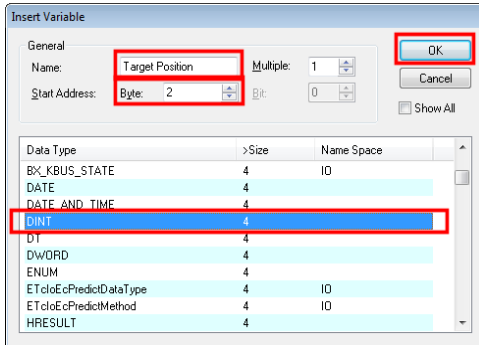 Insert Variable
General
Name: Target Position Multiple: 1 OK
Start Address: Byte: 2 Bit: 0 Cancel
Show All
Data Type >Size Name Space
BX_KBUS_STATE 4 IO
DATE 4
DATE_AND_TIME 4
DINT 4
DT 4
DWORD 4
ENUM 4
ETcIoEcPredictDataType 4 IO
ETcIoEcPredictMethod 4 IO
HRESULT 4